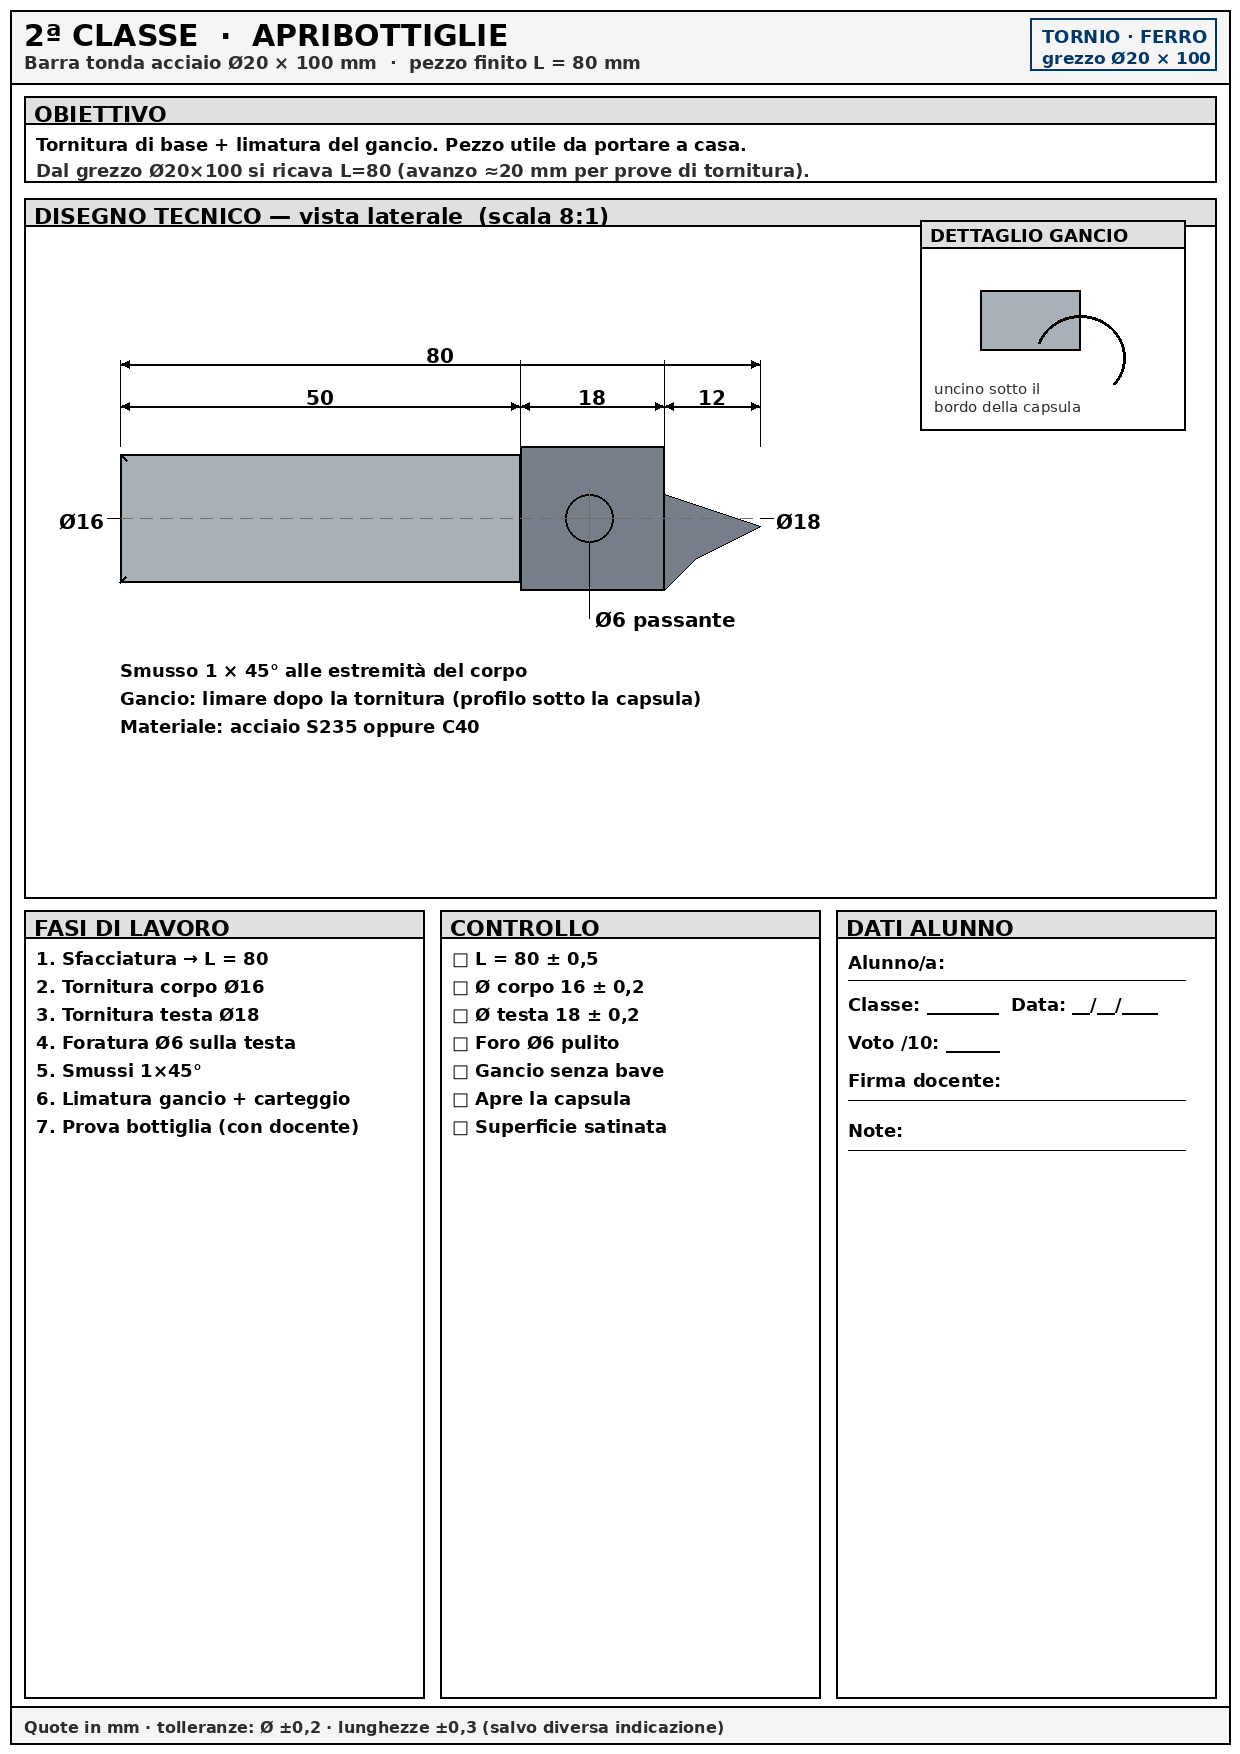 2ª CLASSE · APRIBOTTIGLIE
Barra tonda acciaio Ø20 × 100 mm · pezzo finito L = 80 mm
TORNIO · FERRO
grezzo Ø20 × 100
OBIETTIVO
Tornitura di base + limatura del gancio. Pezzo utile da portare a casa.
Dal grezzo Ø20×100 si ricava L=80 (avanzo ≈20 mm per prove di tornitura).
DISEGNO TECNICO — vista laterale (scala 8:1)
DETTAGLIO GANCIO
uncino sotto il
bordo della capsula
80
50
18
12
Ø16
Ø18
Ø6 passante
Smusso 1 × 45° alle estremità del corpo
Gancio: limare dopo la tornitura (profilo sotto la capsula)
Materiale: acciaio S235 oppure C40
FASI DI LAVORO
1. Sfacciatura → L = 80
2. Tornitura corpo Ø16
3. Tornitura testa Ø18
4. Foratura Ø6 sulla testa
5. Smussi 1×45°
6. Limatura gancio + carteggio
7. Prova bottiglia (con docente)
CONTROLLO
□ L = 80 ± 0,5
□ Ø corpo 16 ± 0,2
□ Ø testa 18 ± 0,2
□ Foro Ø6 pulito
□ Gancio senza bave
□ Apre la capsula
□ Superficie satinata
DATI ALUNNO
Alunno/a:
Classe: ________ Data: __/__/____
Voto /10: ______
Firma docente:
Note:
Quote in mm · tolleranze: Ø ±0,2 · lunghezze ±0,3 (salvo diversa indicazione)